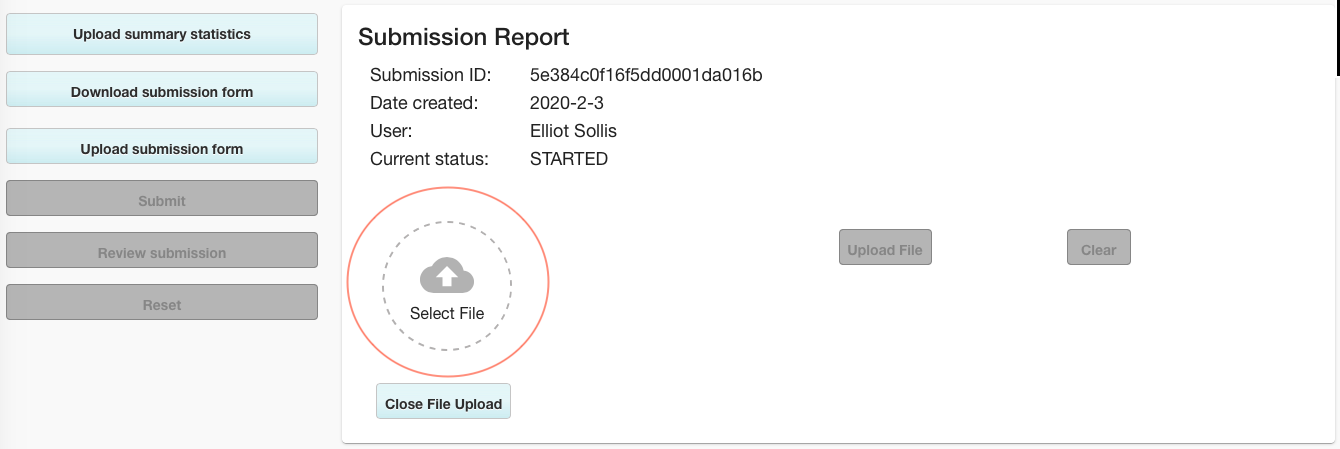 Upload summary statistics
Download submission form
Upload submission form
Submit
Review submission
Reset
Submission Report
Submission ID: 5e384c0f16f5dd0001da016b
Date created: 2020-2-3
User: Elliot Sollis
Current status: STARTED
Select File
Upload File
Clear
Close File Upload